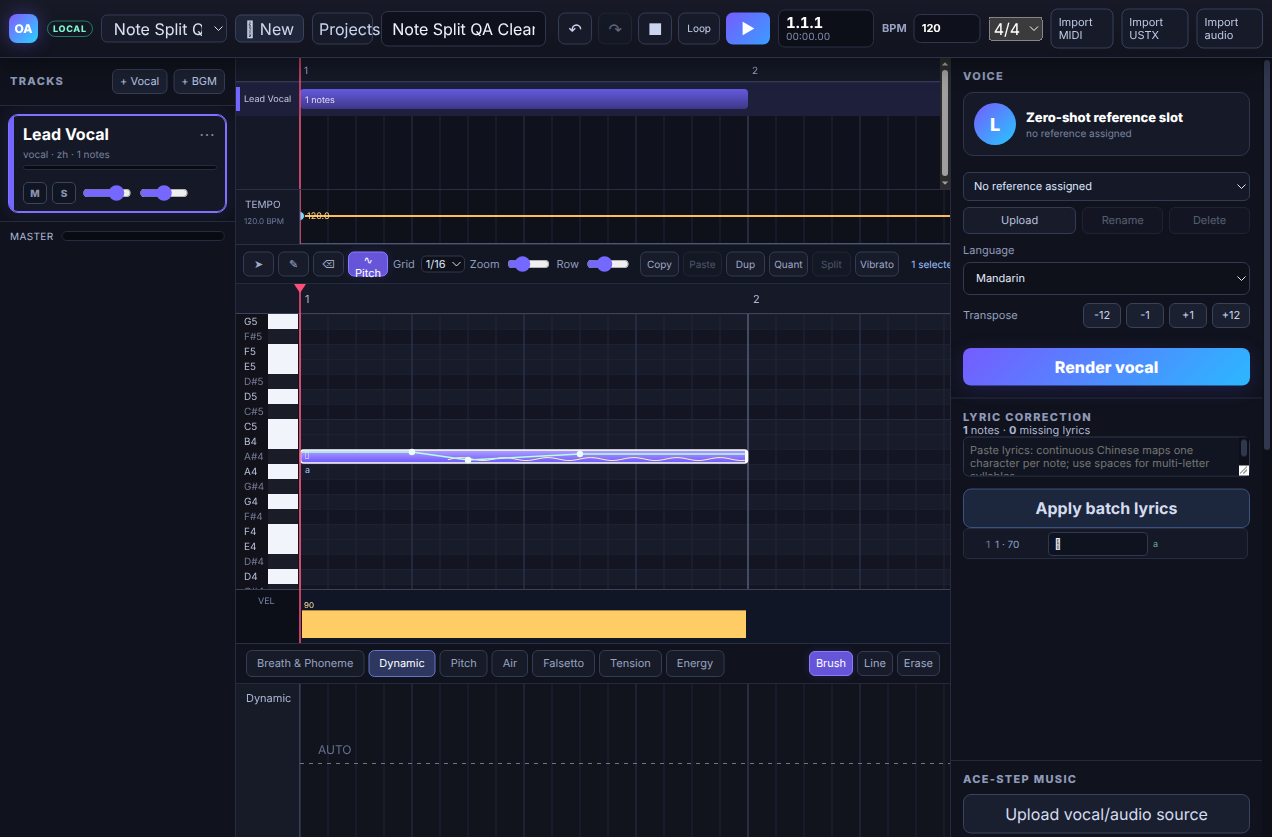 OA LOCAL Note Split Q New Projects Note Split QA Clear Loop 1.1.1 00:00.00 BPM 120 4/4 Import MIDI Import USTX Import audio
TRACKS + Vocal + BGM
Lead Vocal ...
vocal · zh · 1 notes
M S
MASTER
1 2
Lead Vocal 1 notes
TEMPO
120.0 BPM 120.0
Pitch Grid 1/16 Zoom Row Copy Paste Dup Quant Split Vibrato 1 selecte
1 2
G5
F#5
F5
E5
D#5
D5
C#5
C5
B4
A#4
A4 a
G#4
G4
F#4
F4
E4
D#4
D4
VEL 90
Breath & Phoneme Dynamic Pitch Air Falsetto Tension Energy Brush Line Erase
Dynamic
AUTO
VOICE
L Zero-shot reference slot
no reference assigned
No reference assigned
Upload Rename Delete
Language
Mandarin
Transpose -12 -1 +1 +12
Render vocal
LYRIC CORRECTION
1 notes · 0 missing lyrics
Paste lyrics: continuous Chinese maps one
character per note; use spaces for multi-letter
Apply batch lyrics
1 1 · 70 a
ACE-STEP MUSIC
Upload vocal/audio source